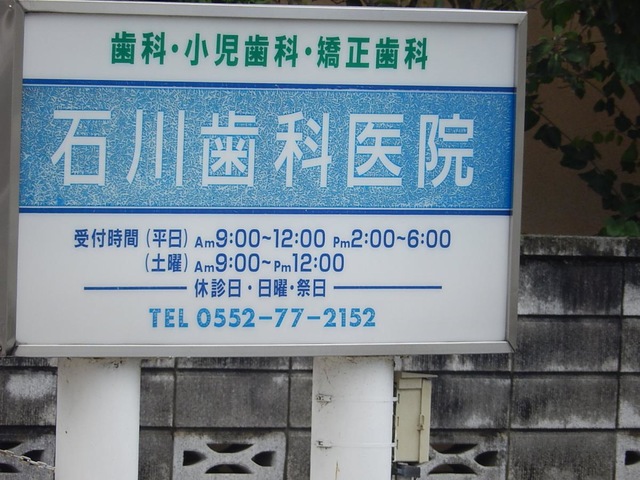 歯科・小児歯科・矯正歯科
石川歯科医院
受付時間 (平日) Am9:00~12:00 Pm2:00~6:00
(土曜) Am9:00~Pm12:00
休診日・日曜・祭日
TEL 0552-77-2152